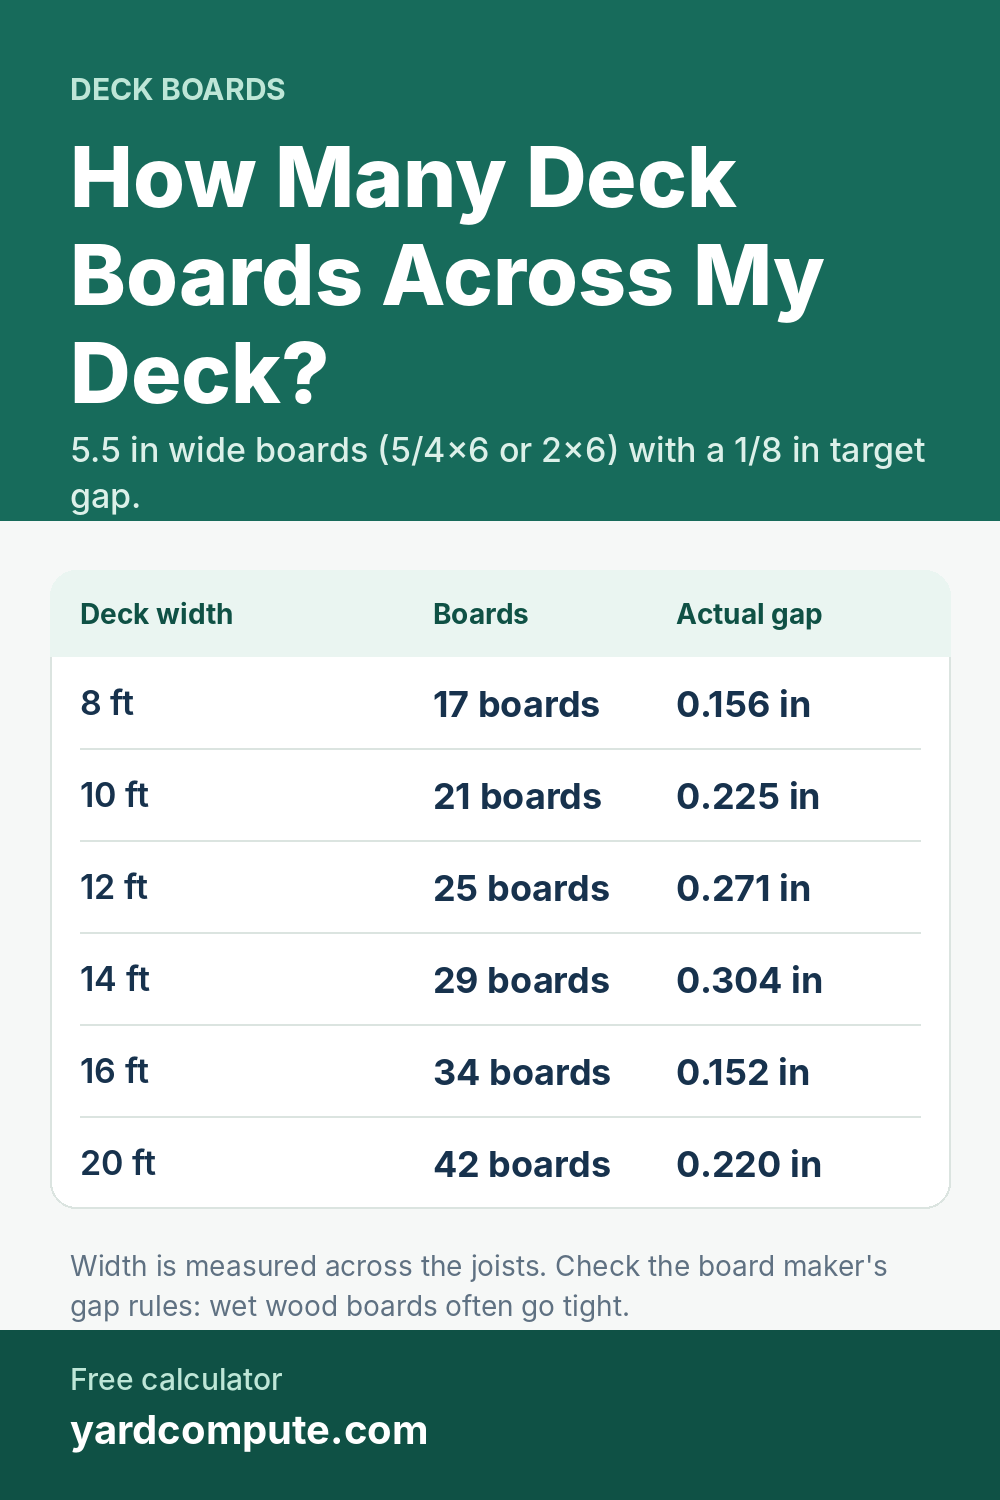 DECK BOARDS
How Many Deck
Boards Across My
Deck?
5.5 in wide boards (5/4×6 or 2×6) with a 1/8 in target
gap.
Deck width Boards Actual gap
8 ft 17 boards 0.156 in
10 ft 21 boards 0.225 in
12 ft 25 boards 0.271 in
14 ft 29 boards 0.304 in
16 ft 34 boards 0.152 in
20 ft 42 boards 0.220 in
Width is measured across the joists. Check the board maker's
gap rules: wet wood boards often go tight.
Free calculator
yardcompute.com